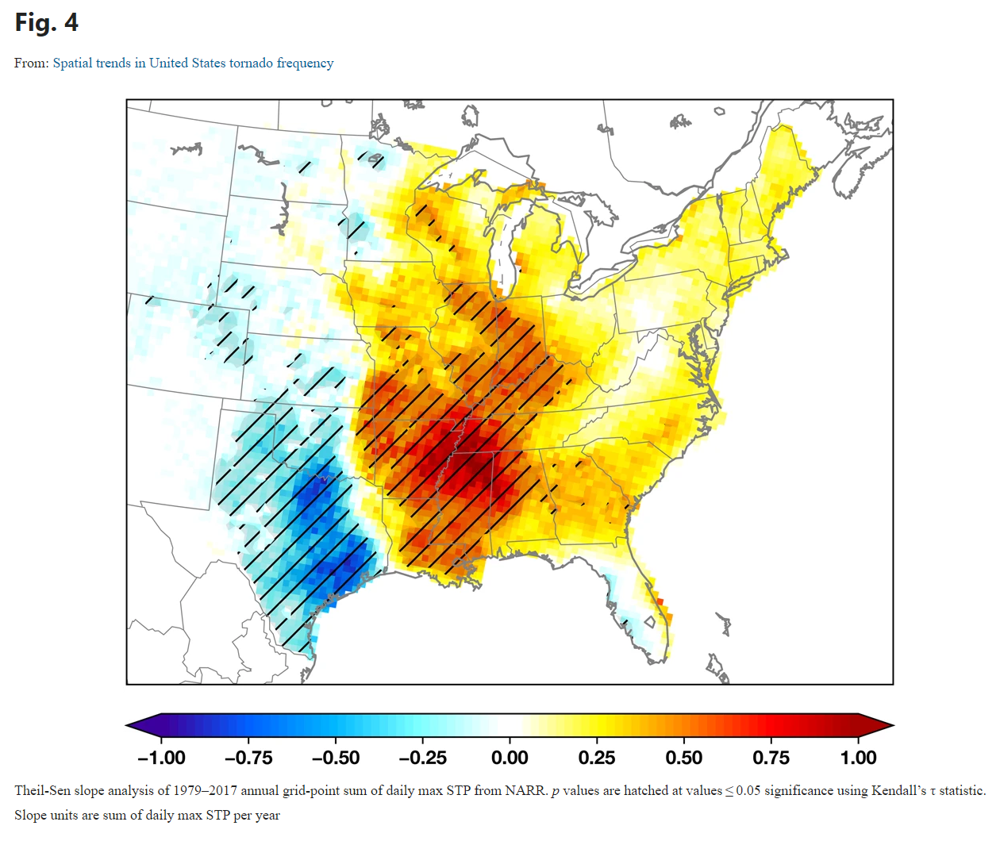 Fig. 4
From: Spatial trends in United States tornado frequency
−1.00 −0.75 −0.50 −0.25 0.00 0.25 0.50 0.75 1.00
Theil-Sen slope analysis of 1979–2017 annual grid-point sum of daily max STP from NARR. p values are hatched at values ≤ 0.05 significance using Kendall’s τ statistic.
Slope units are sum of daily max STP per year